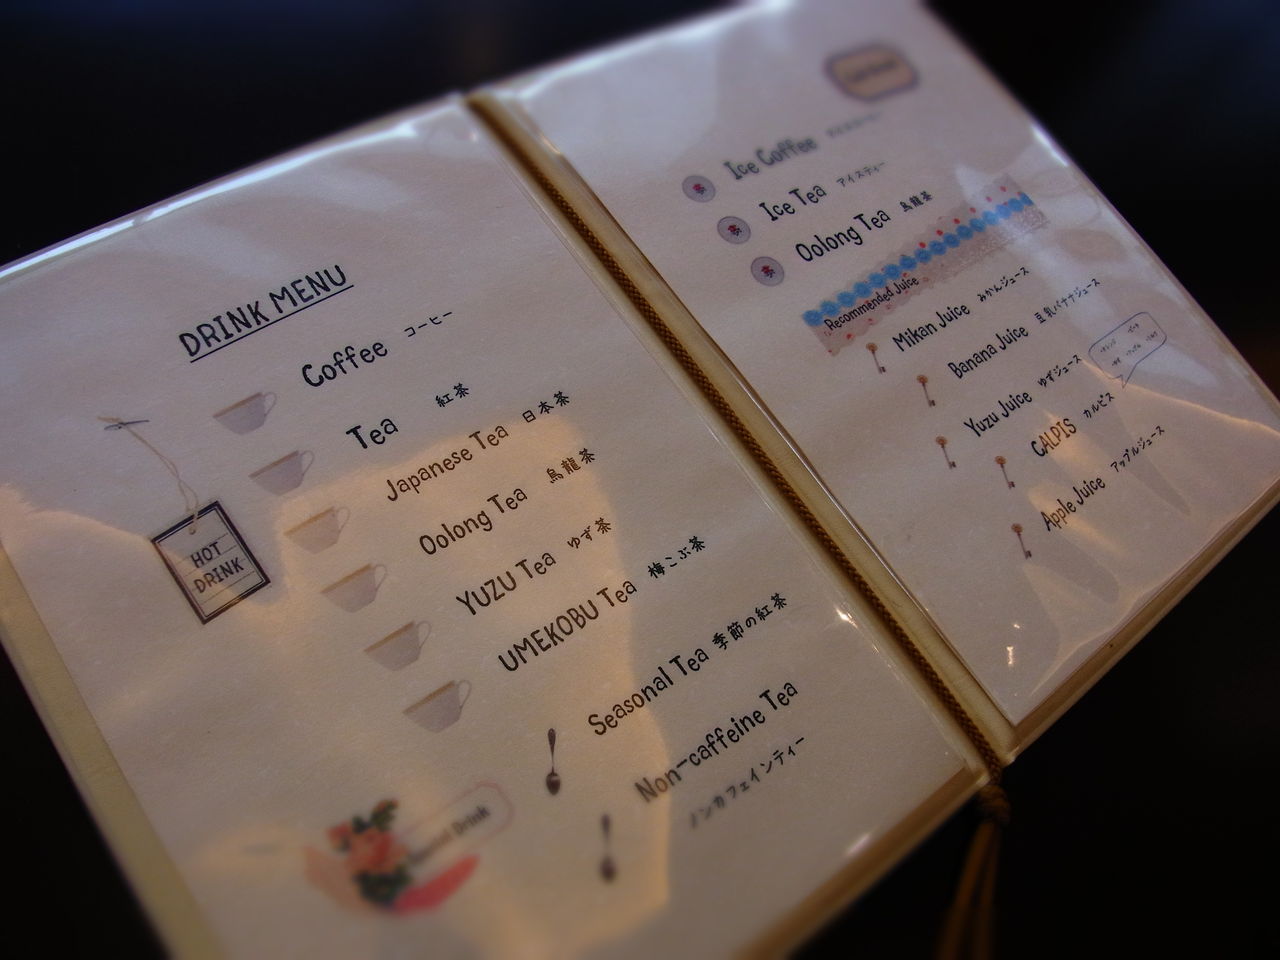 DRINK MENU
Coffee コーヒー
Tea 紅茶
Japanese Tea 日本茶
Oolong Tea 烏龍茶
YUZU Tea ゆず茶
UMEKOBU Tea 梅こぶ茶
HOT
DRINK
Seasonal Tea 季節の紅茶
Non-caffeine Tea
ノンカフェインティー
Drink
Ice Coffee
Ice Tea アイスティー
Oolong Tea 烏龍茶
Recommended Juice
Mikan Juice みかんジュース
Banana Juice 豆乳バナナジュース
Yuzu Juice ゆずジュース
CALPIS カルピス
Apple Juice アップルジュース